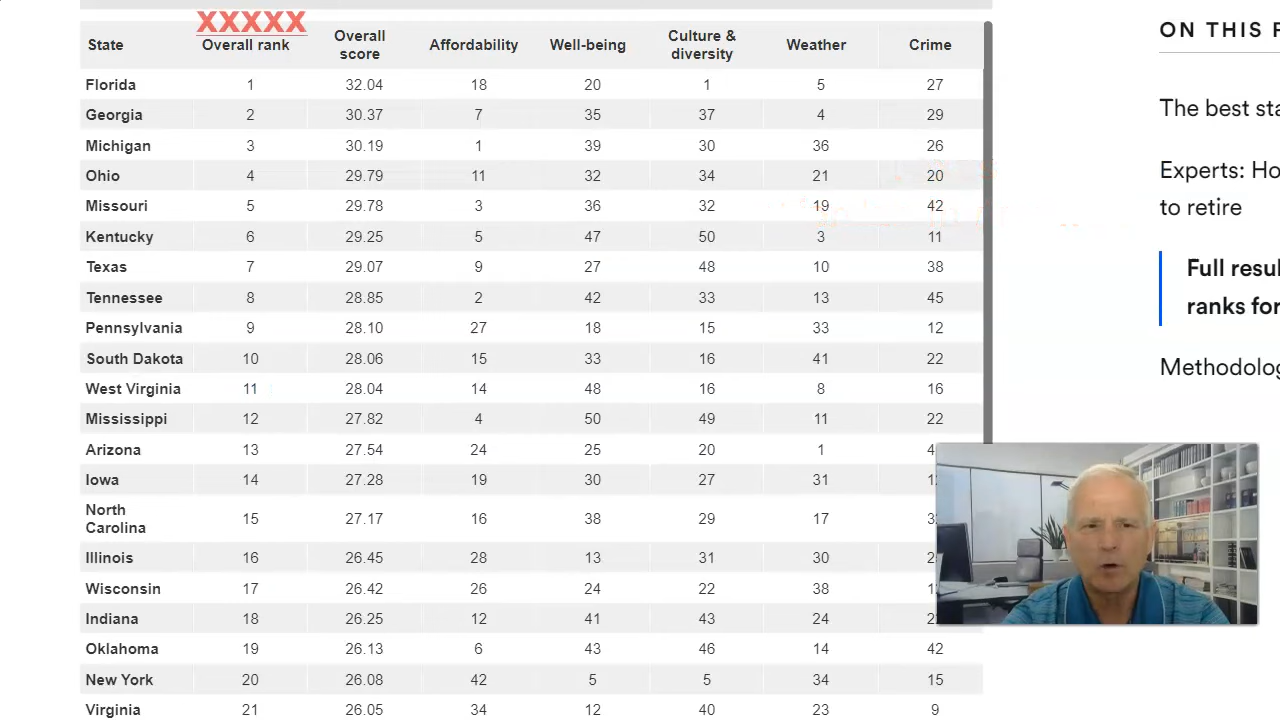 XXXXX
State Overall rank Overall score Affordability Well-being Culture & diversity Weather Crime
Florida 1 32.04 18 20 1 5 27
Georgia 2 30.37 7 35 37 4 29
Michigan 3 30.19 1 39 30 36 26
Ohio 4 29.79 11 32 34 21 20
Missouri 5 29.78 3 36 32 19 42
Kentucky 6 29.25 5 47 50 3 11
Texas 7 29.07 9 27 48 10 38
Tennessee 8 28.85 2 42 33 13 45
Pennsylvania 9 28.10 27 18 15 33 12
South Dakota 10 28.06 15 33 16 41 22
West Virginia 11 28.04 14 48 16 8 16
Mississippi 12 27.82 4 50 49 11 22
Arizona 13 27.54 24 25 20 1 4
Iowa 14 27.28 19 30 27 31 1
North Carolina 15 27.17 16 38 29 17 3
Illinois 16 26.45 28 13 31 30 2
Wisconsin 17 26.42 26 24 22 38 1
Indiana 18 26.25 12 41 43 24 2
Oklahoma 19 26.13 6 43 46 14 42
New York 20 26.08 42 5 5 34 15
Virginia 21 26.05 34 12 40 23 9
ON THIS P
The best sta
Experts: Ho
to retire
Full resul
ranks for
Methodolog